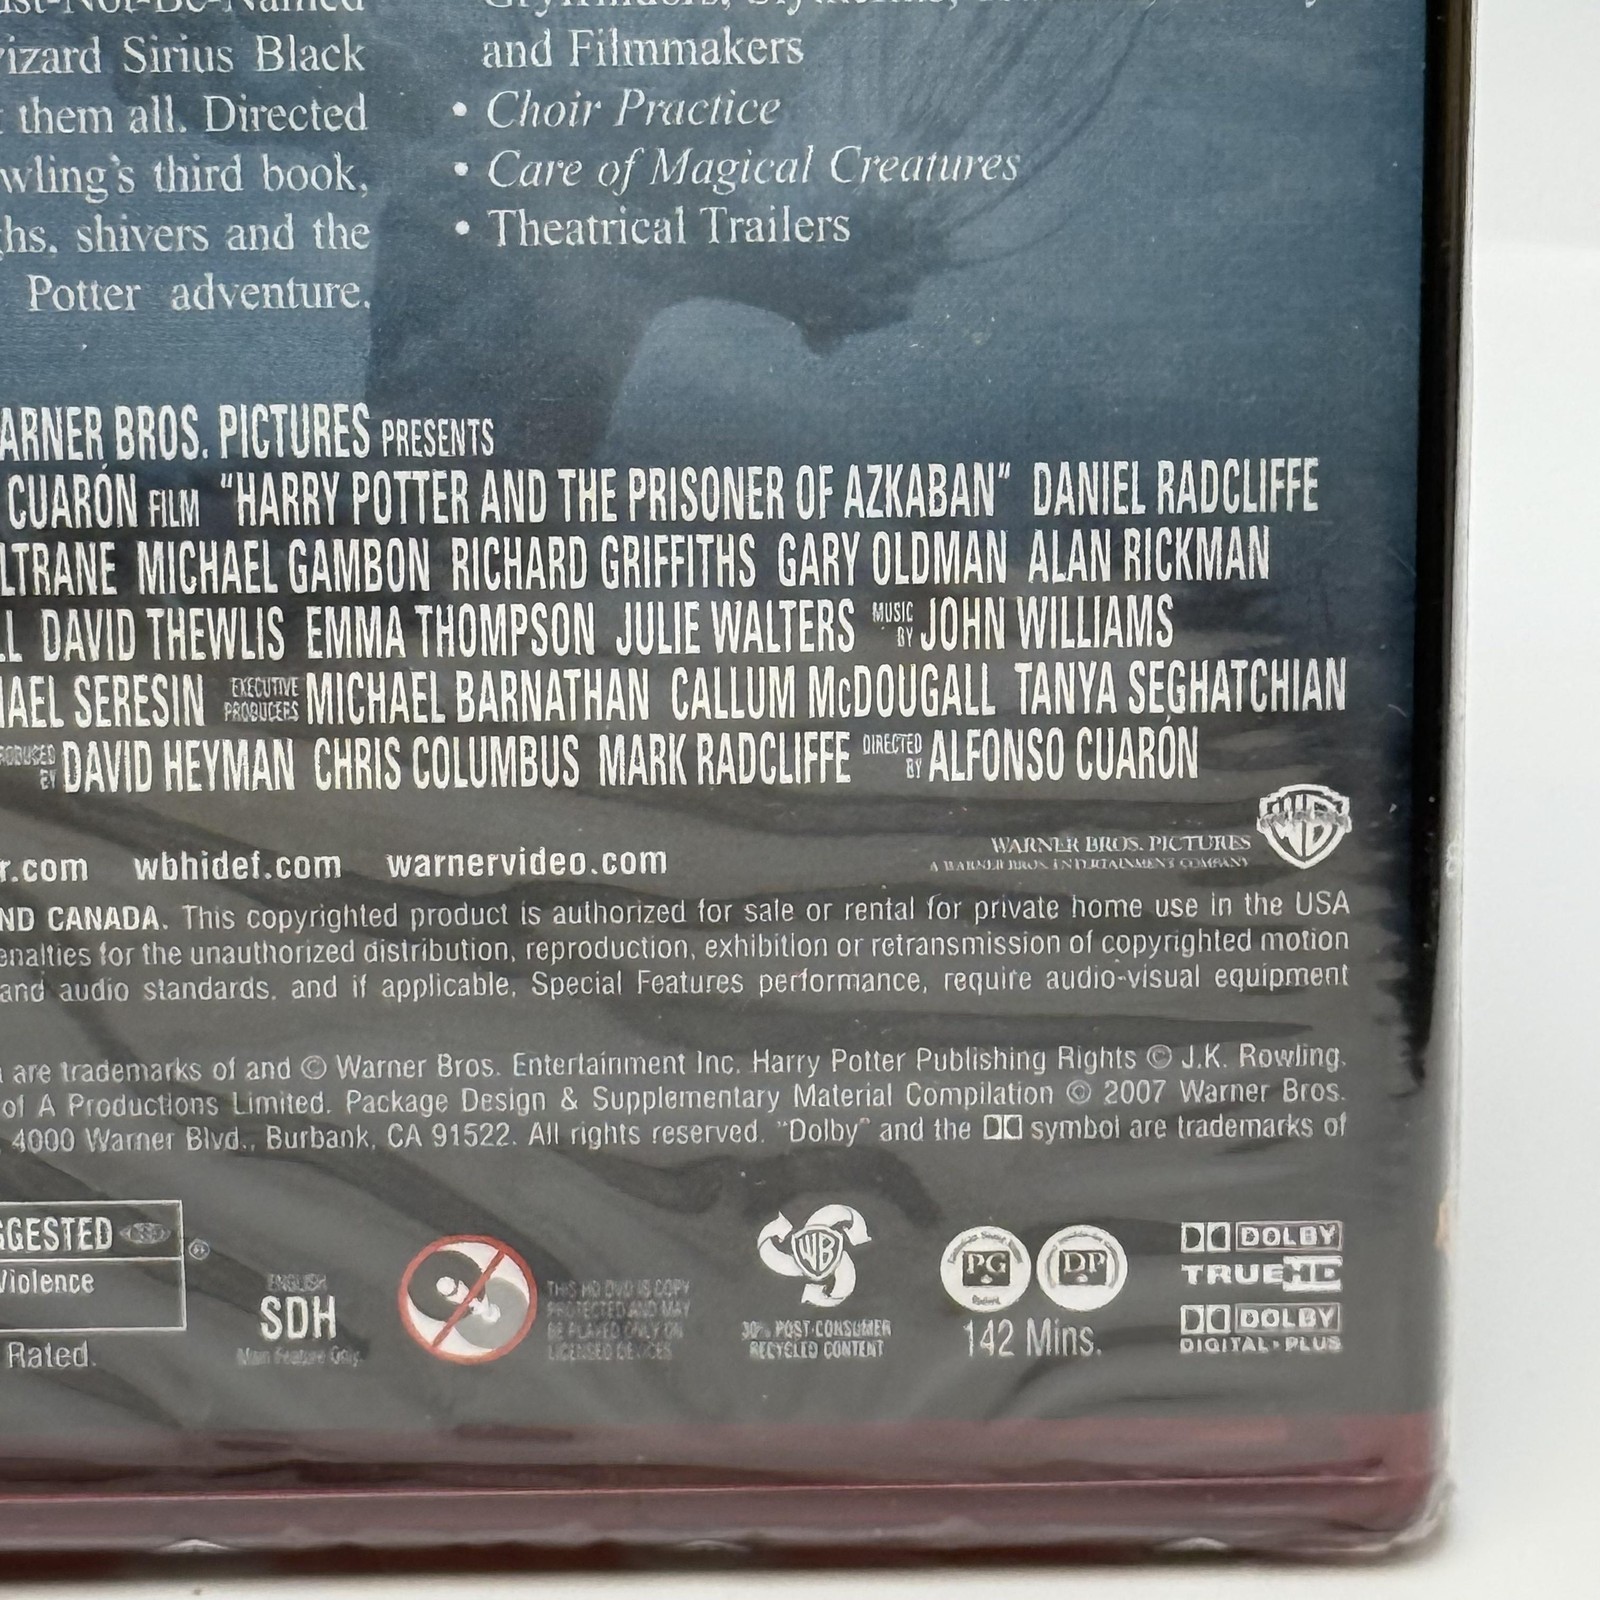 izard Sirius Black
them all. Directed
wling's third book,
hs, shivers and the
Potter adventure.
and Filmmakers
• Choir Practice
• Care of Magical Creatures
• Theatrical Trailers
ARNER BROS. PICTURES PRESENTS
CUARÓN FILM "HARRY POTTER AND THE PRISONER OF AZKABAN" DANIEL RADCLIFFE
LTRANE MICHAEL GAMBON RICHARD GRIFFITHS GARY OLDMAN ALAN RICKMAN
LL DAVID THEWLIS EMMA THOMPSON JULIE WALTERS MUSIC BY JOHN WILLIAMS
HAEL SERESIN EXECUTIVE PRODUCERS MICHAEL BARNATHAN CALLUM McDOUGALL TANYA SEGHATCHIAN
RODUCED BY DAVID HEYMAN CHRIS COLUMBUS MARK RADCLIFFE DIRECTED BY ALFONSO CUARÓN
WB
WARNER BROS. PICTURES
A WARNER BROS. ENTERTAINMENT COMPANY
r.com wbhidef.com warnervideo.com
ND CANADA. This copyrighted product is authorized for sale or rental for private home use in the USA
enalties for the unauthorized distribution, reproduction, exhibition or retransmission of copyrighted motion
and audio standards, and if applicable, Special Features performance, require audio-visual equipment
are trademarks of and © Warner Bros. Entertainment Inc. Harry Potter Publishing Rights © J.K. Rowling.
of A Productions Limited. Package Design & Supplementary Material Compilation © 2007 Warner Bros.
4000 Warner Blvd., Burbank, CA 91522. All rights reserved. "Dolby" and the DD symbol are trademarks of
GGESTED ®
Violence
Rated.
ENGLISH
SDH
Main Feature Only.
THIS HD DVD IS COPY
PROTECTED AND MAY
BE PLAYED ONLY ON
LICENSED DEVICES
WB
30% POST-CONSUMER
RECYCLED CONTENT
PG DP
142 Mins.
DOLBY
TRUEHD
DOLBY
DIGITAL PLUS